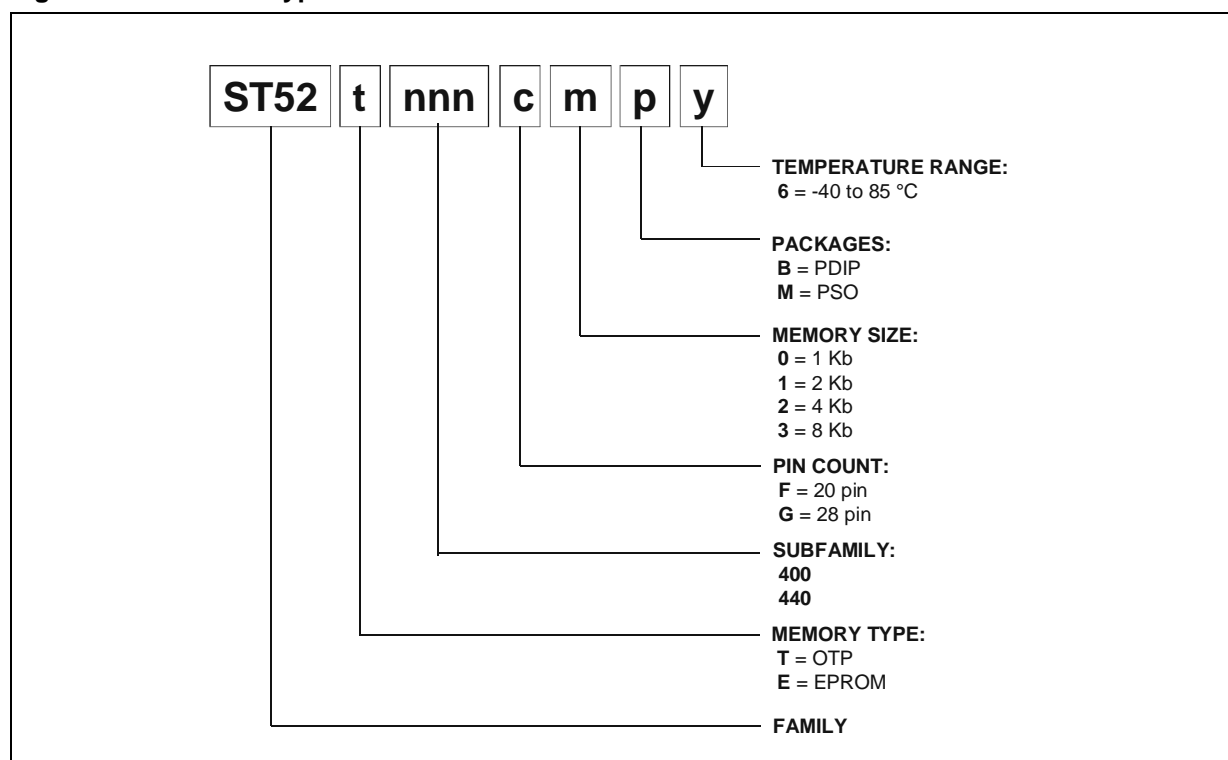 ST52 t nnn c m p y
TEMPERATURE RANGE:
6 = -40 to 85 °C
PACKAGES:
B = PDIP
M = PSO
MEMORY SIZE:
0 = 1 Kb
1 = 2 Kb
2 = 4 Kb
3 = 8 Kb
PIN COUNT:
F = 20 pin
G = 28 pin
SUBFAMILY:
400
440
MEMORY TYPE:
T = OTP
E = EPROM
FAMILY